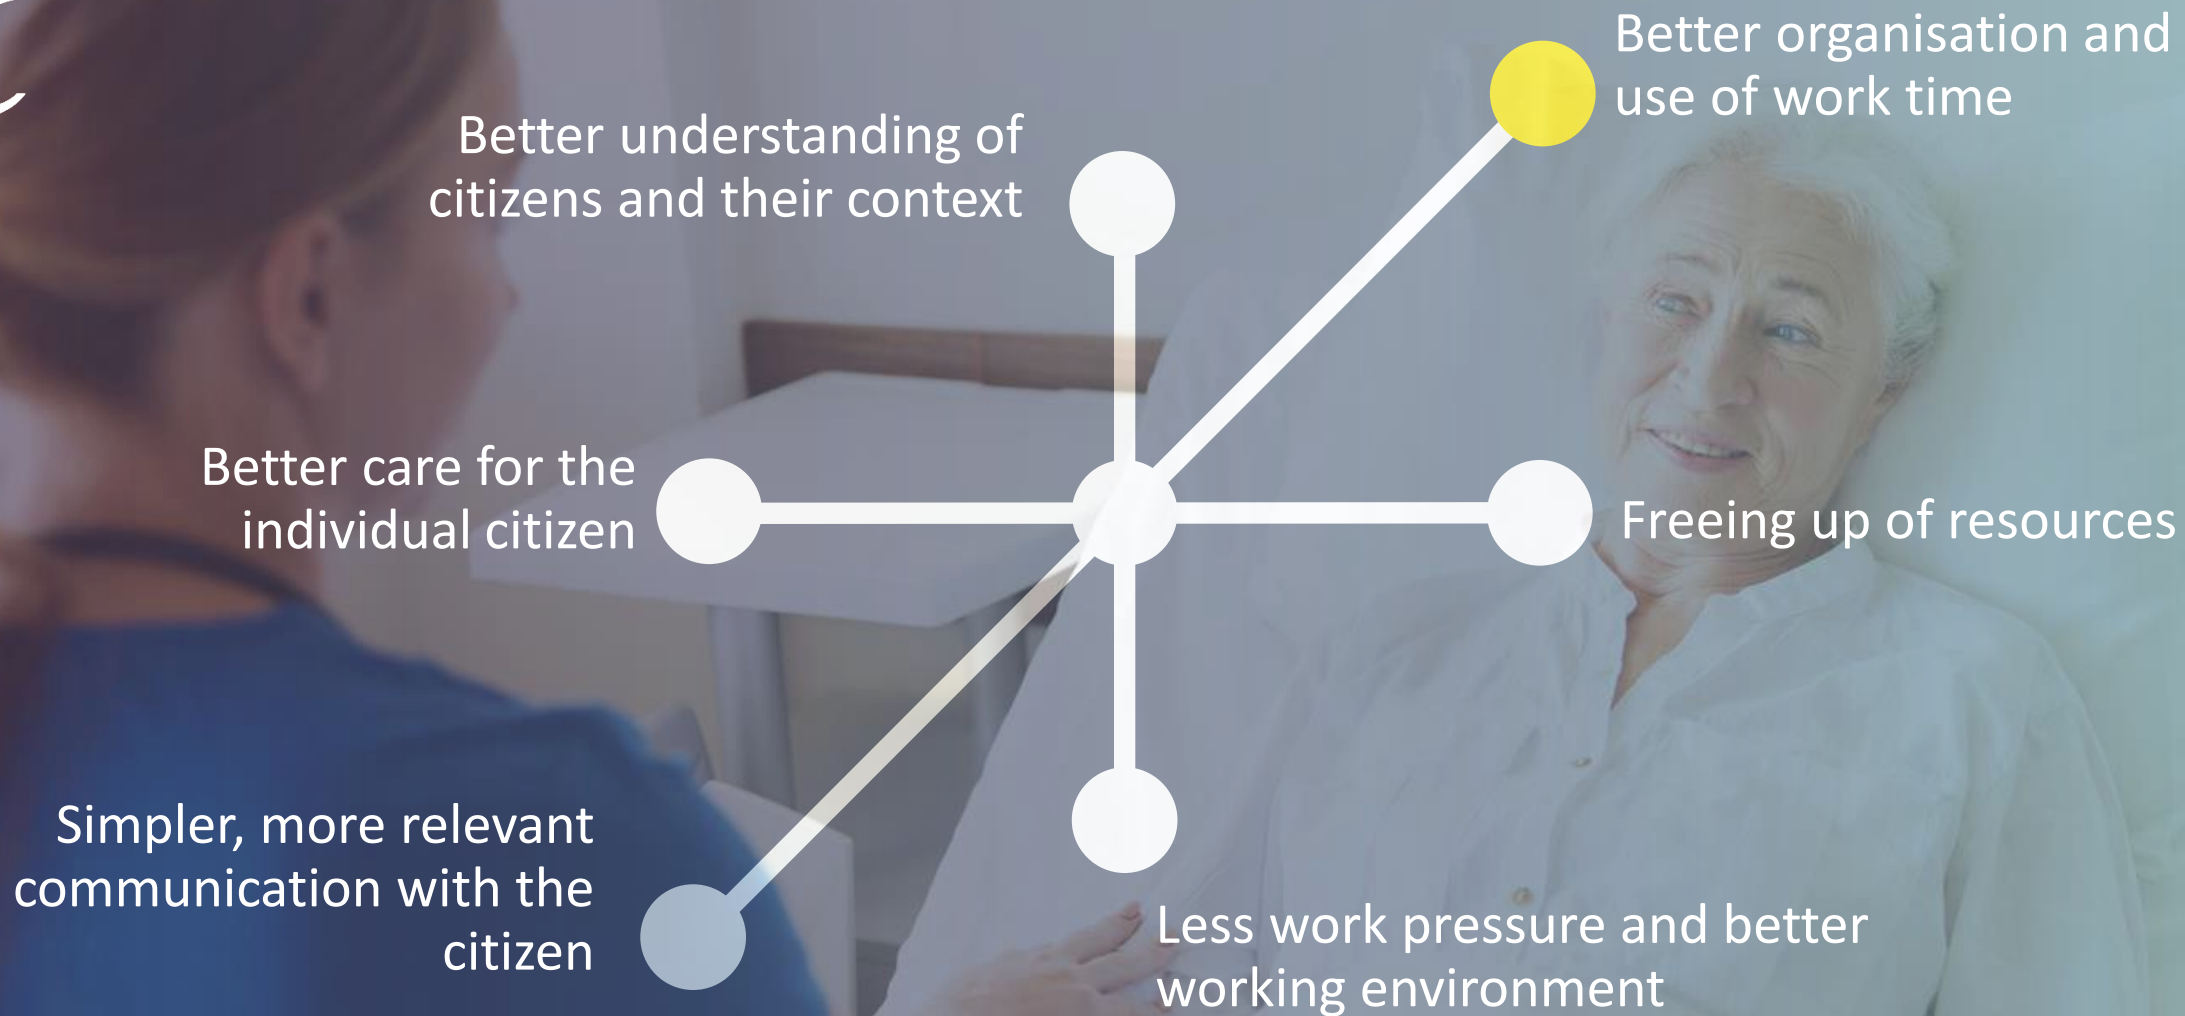 Better organisation and
use of work time
Better understanding of
citizens and their context
Better care for the
individual citizen
Freeing up of resources
Simpler, more relevant
communication with the
citizen
Less work pressure and better
working environment